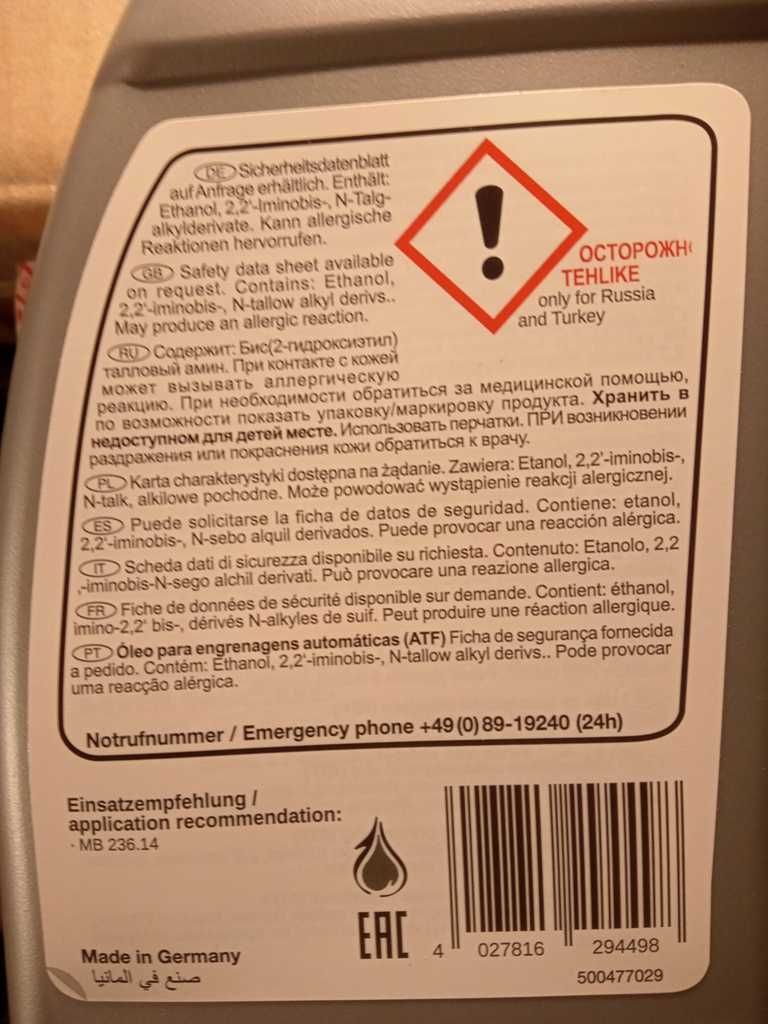 DE Sicherheitsdatenblatt
auf Anfrage erhältlich. Enthält:
Ethanol, 2,2'-Iminobis-, N-Talg-
alkylderivate. Kann allergische
Reaktionen hervorrufen.
GB Safety data sheet available
on request. Contains: Ethanol,
2,2'-iminobis-, N-tallow alkyl derivs..
May produce an allergic reaction.
ОСТОРОЖН
TEHLIKE
only for Russia
and Turkey
RU Содержит: Бис(2-гидроксиэтил)
талловый амин. При контакте с кожей
может вызывать аллергическую
реакцию. При необходимости обратиться за медицинской помощью,
по возможности показать упаковку/маркировку продукта. Хранить в
недоступном для детей месте. Использовать перчатки. ПРИ возникновении
раздражения или покраснения кожи обратиться к врачу.
PL Karta charakterystyki dostępna na żądanie. Zawiera: Etanol, 2,2'-iminobis-,
N-talk, alkilowe pochodne. Może powodować wystąpienie reakcji alergicznej.
ES Puede solicitarse la ficha de datos de seguridad. Contiene: etanol,
2,2'-iminobis-, N-sebo alquil derivados. Puede provocar una reacción alérgica.
IT Scheda dati di sicurezza disponibile su richiesta. Contenuto: Etanolo, 2,2
,-iminobis-N-sego alchil derivati. Può provocare una reazione allergica.
FR Fiche de données de sécurité disponible sur demande. Contient: éthanol,
imino-2,2' bis-, dérivés N-alkyles de suif. Peut produire une réaction allergique.
PT Óleo para engrenagens automáticas (ATF) Ficha de segurança fornecida
a pedido. Contém: Ethanol, 2,2'-iminobis-, N-tallow alkyl derivs.. Pode provocar
uma reacção alérgica.
Notrufnummer / Emergency phone +49 (0) 89-19240 (24h)
Einsatzempfehlung /
application recommendation:
· MB 236.14
EAC
4 027816 294498
500477029
Made in Germany
صنع في المانيا